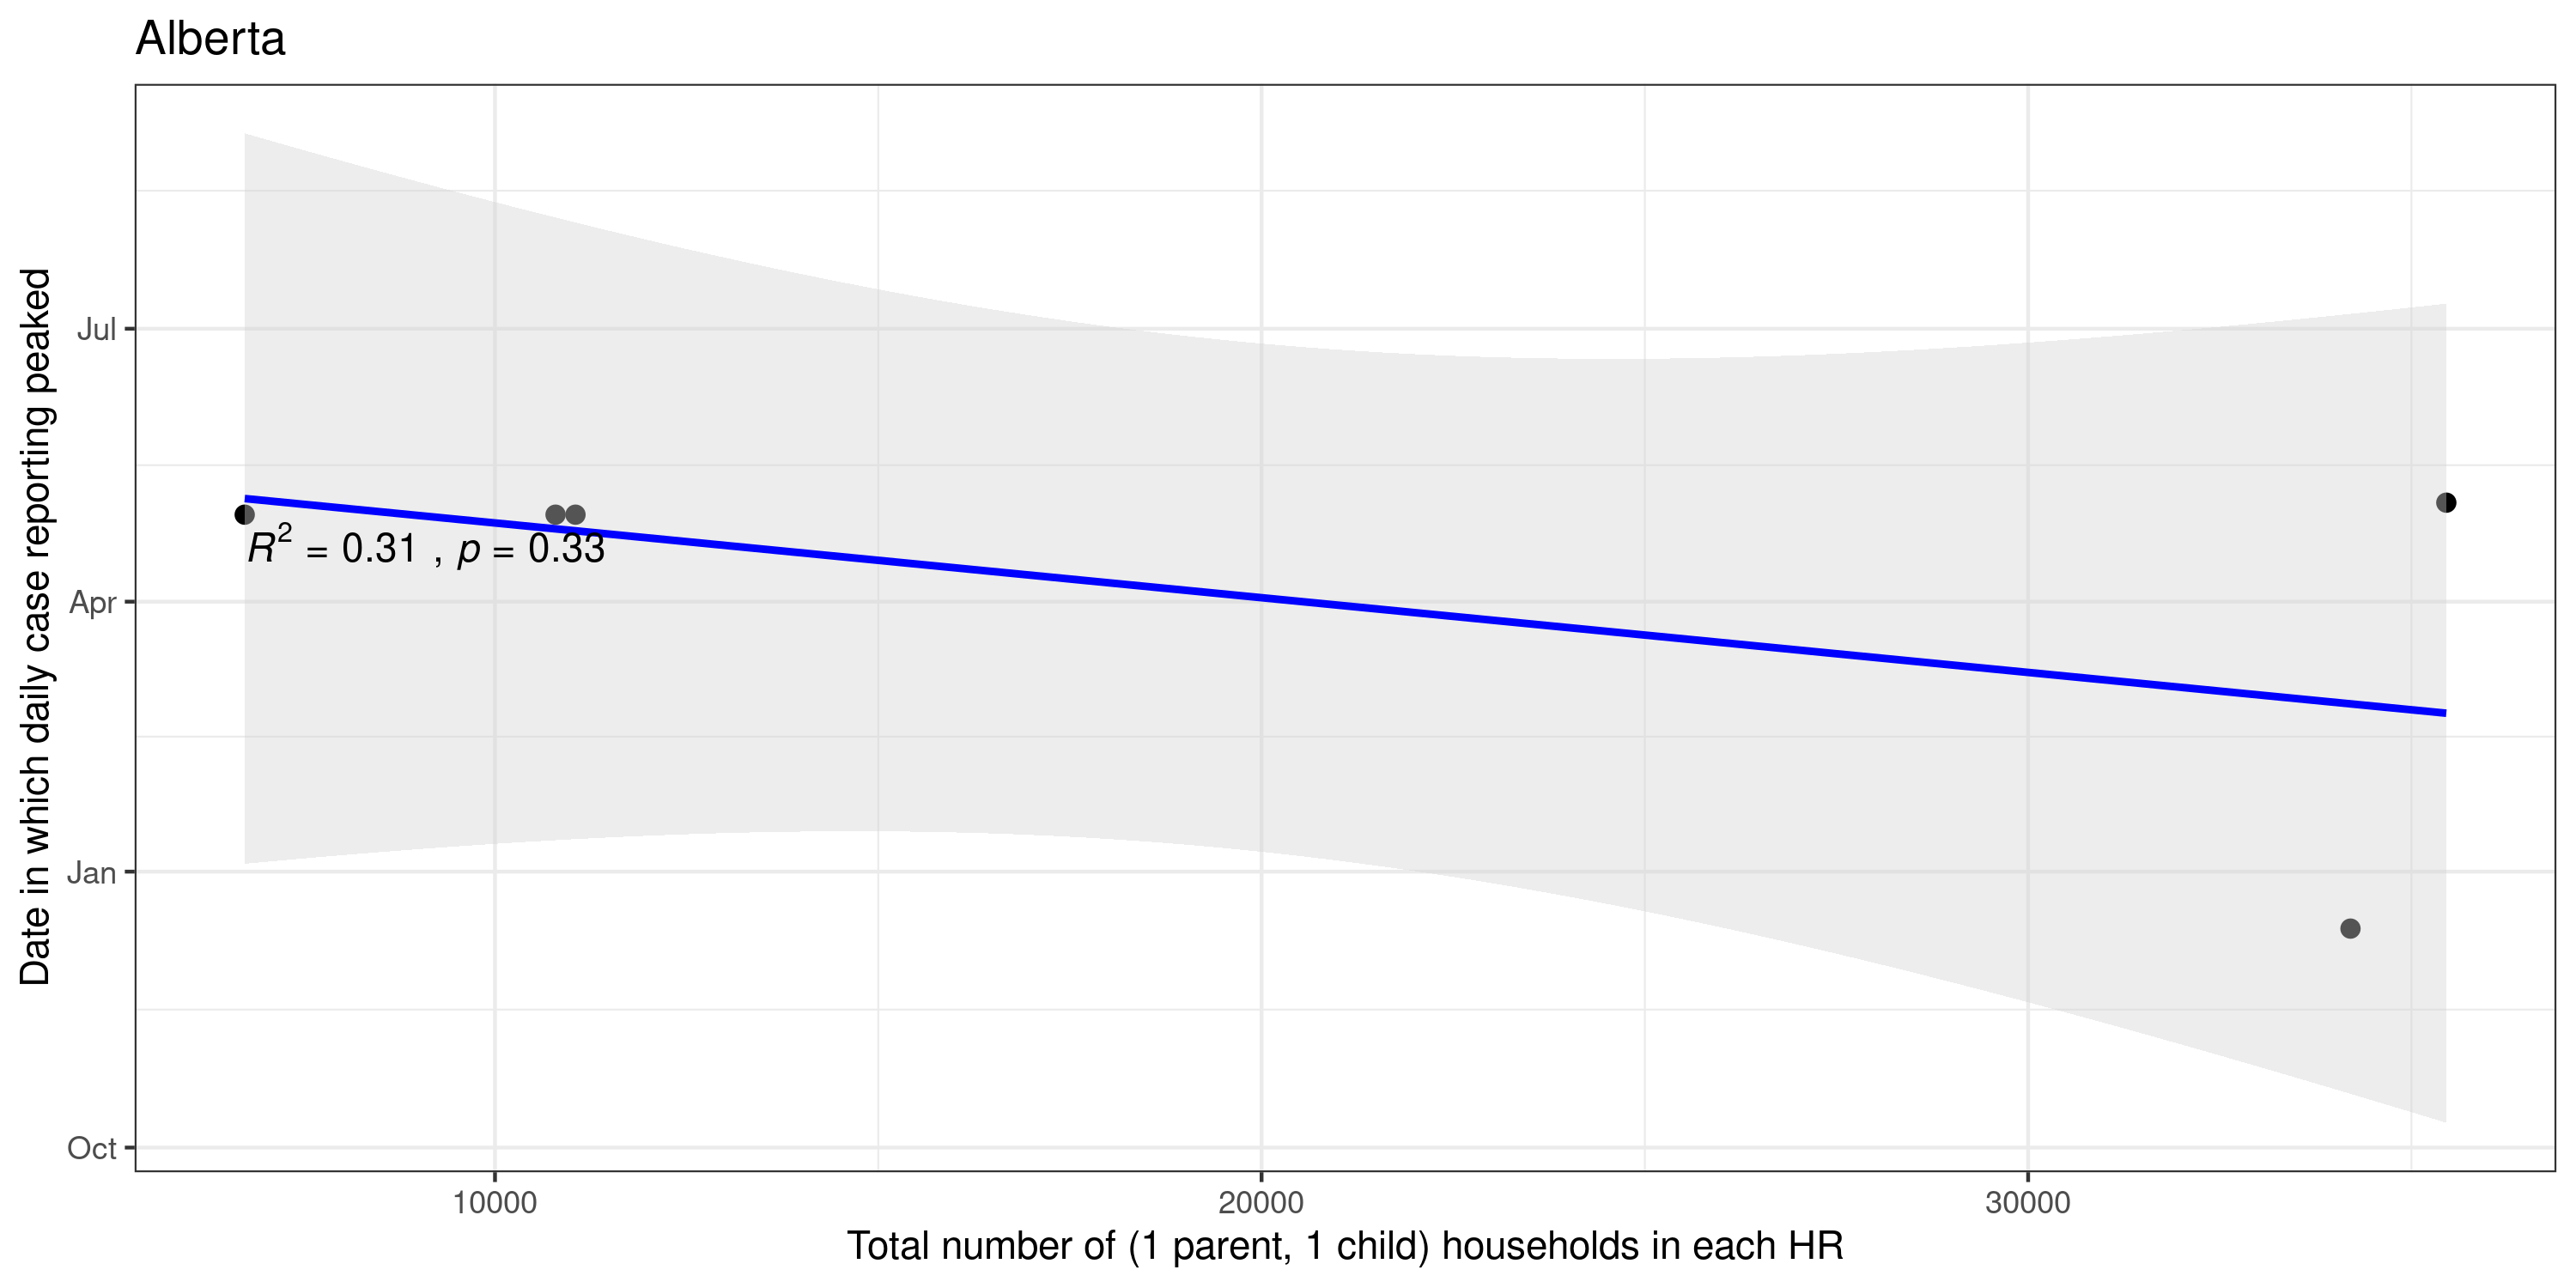 Alberta
Date in which daily case reporting peaked
Jul
Apr
Jan
Oct
R² = 0.31 , p = 0.33
10000 20000 30000
Total number of (1 parent, 1 child) households in each HR